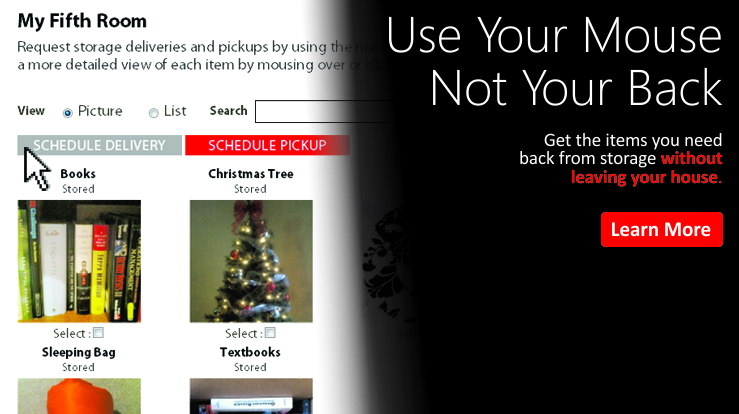 My Fifth Room
Request storage deliveries and pickups by using the
a more detailed view of each item by mousing over or
View Picture List Search
SCHEDULE DELIVERY SCHEDULE PICKUP
Books Christmas Tree
Stored Stored
Select : Select :
Sleeping Bag Textbooks
Stored Stored
Use Your Mouse
Not Your Back
Get the items you need
back from storage without
leaving your house.
Learn More